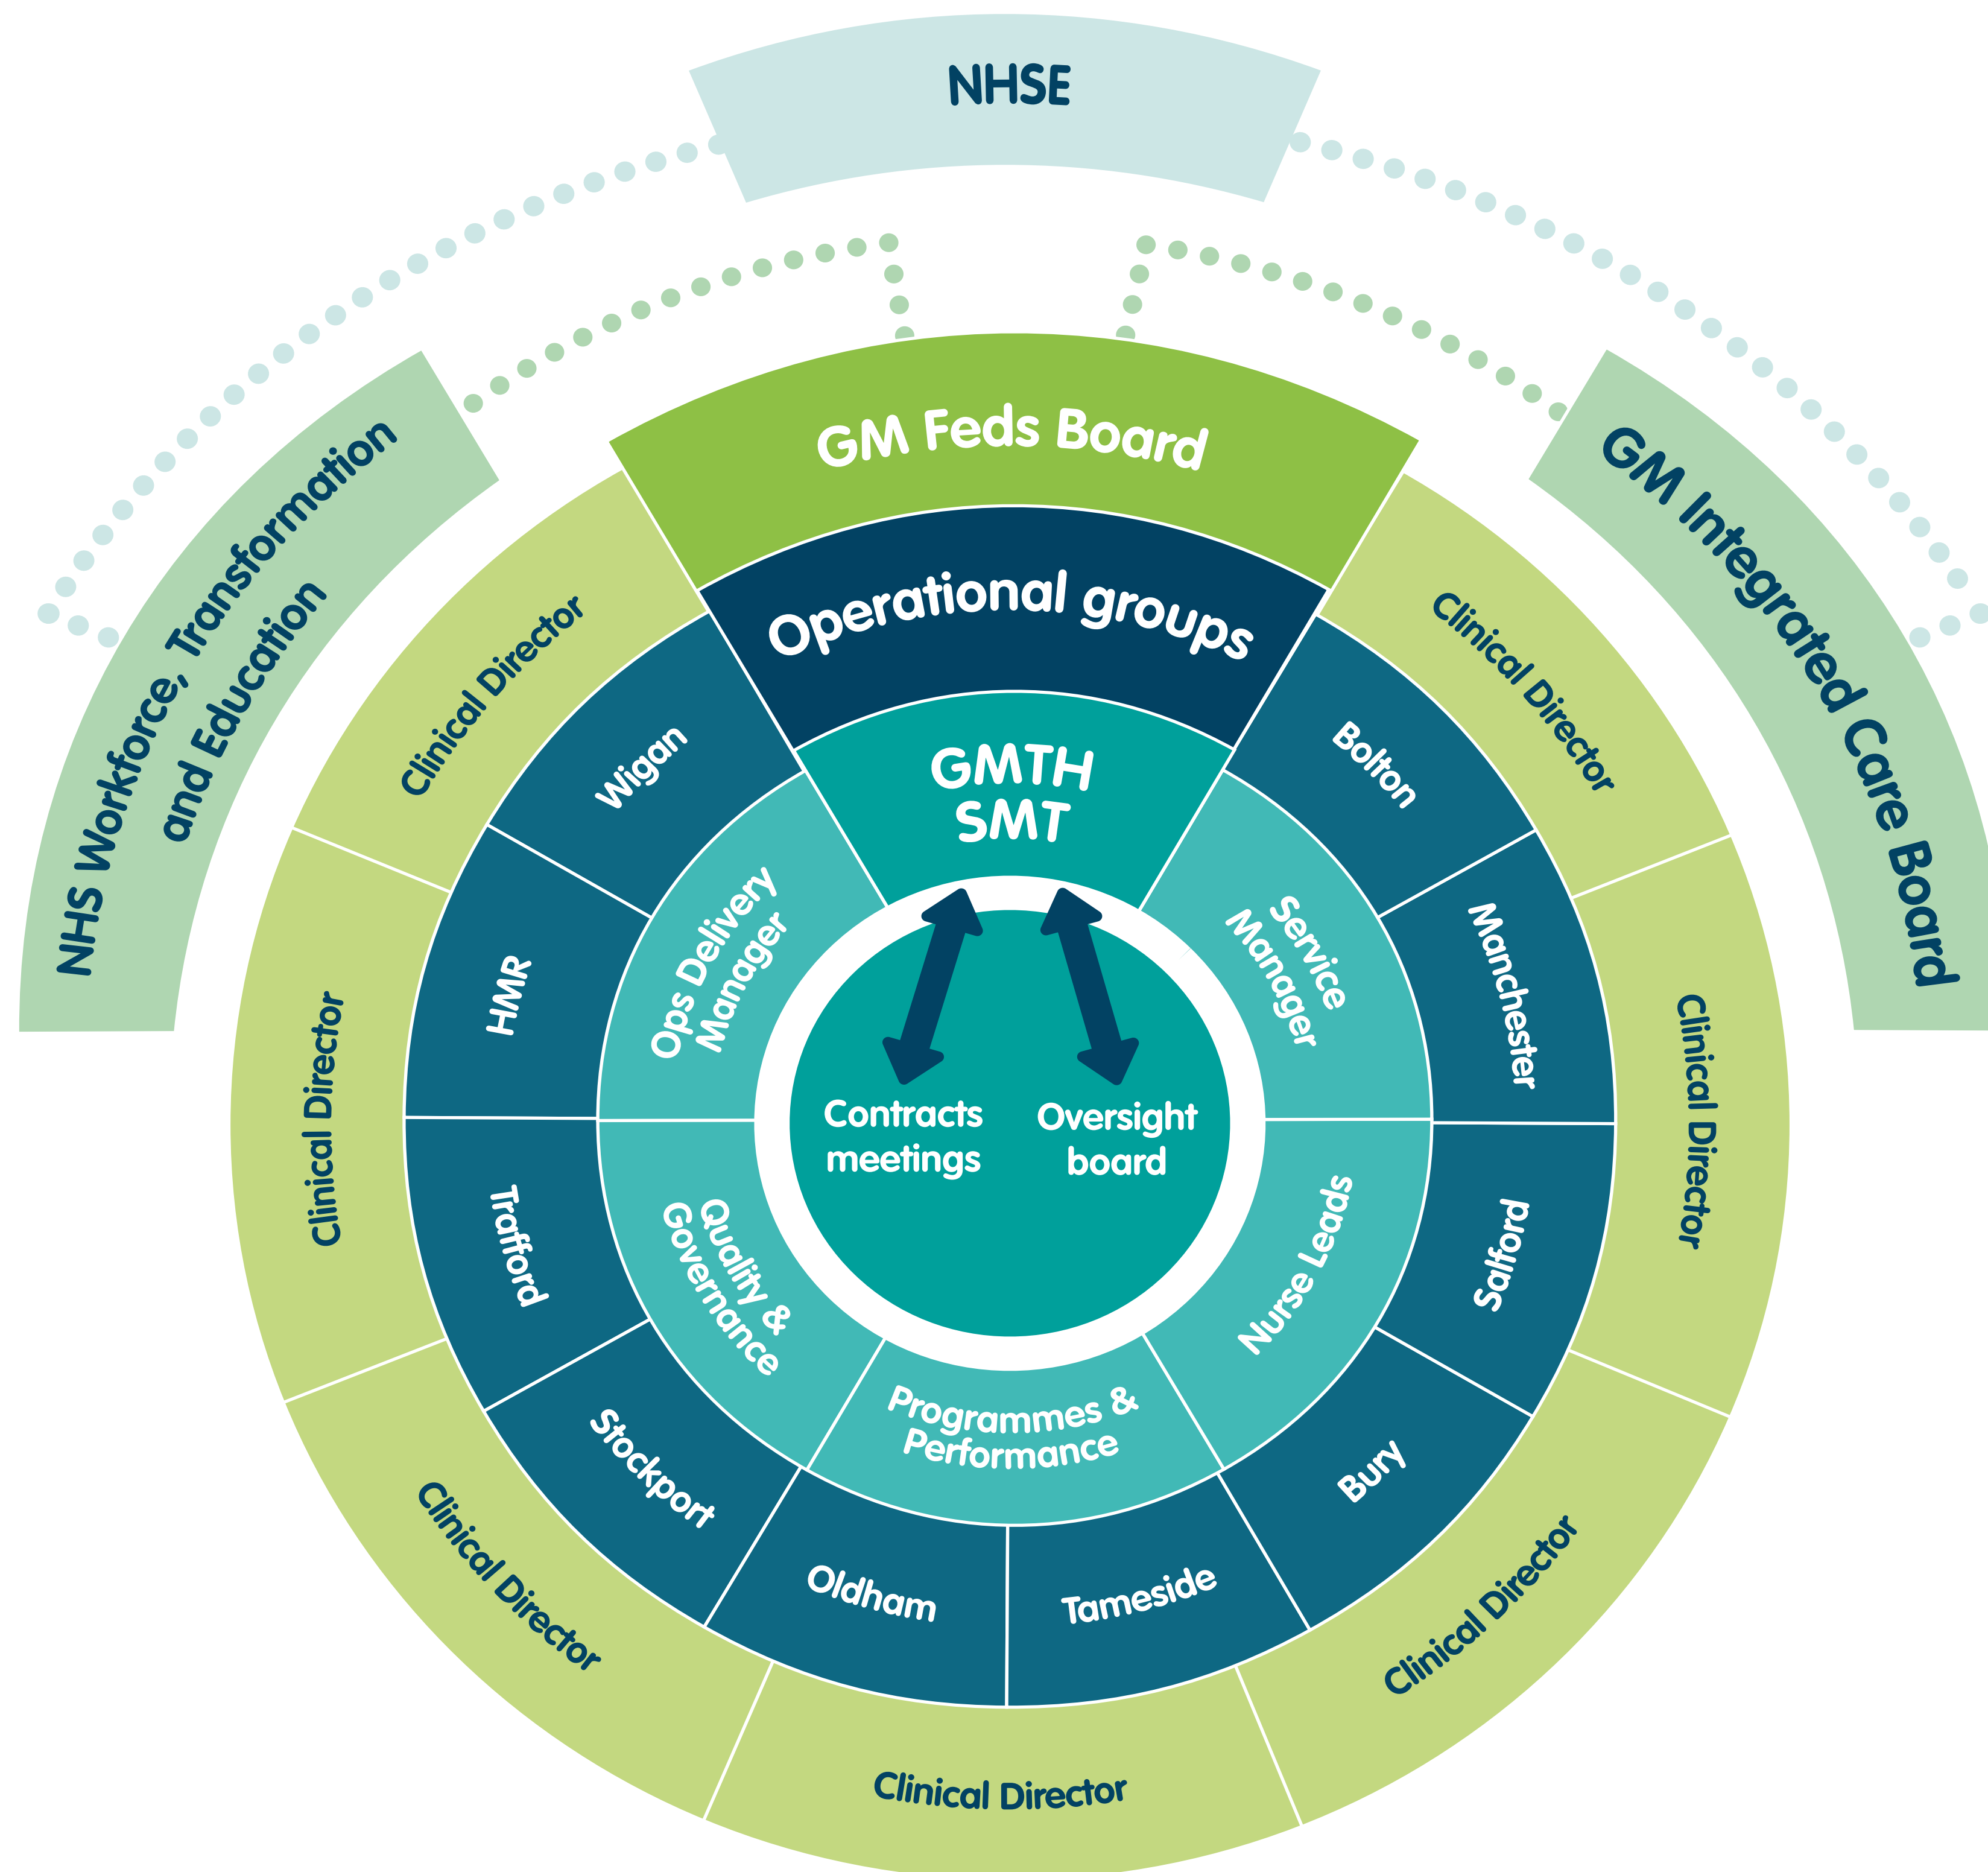 NHSE
NHS Workforce, Transformation
and Education
GM Integrated Care Board
GM Feds Board
Operational groups
GMTH
SMT
Clinical Director
Clinical Director
Clinical Director
Clinical Director
Clinical Director
Clinical Director
Clinical Director
Bolton
Manchester
Salford
Bury
Tameside
Oldham
Stockport
Trafford
HMR
Wigan
Service
Manager
Nurse Leads
Programmes &
Performance
Quality &
Governance
Ops Delivery
Manager
Contracts
meetings
Oversight
board